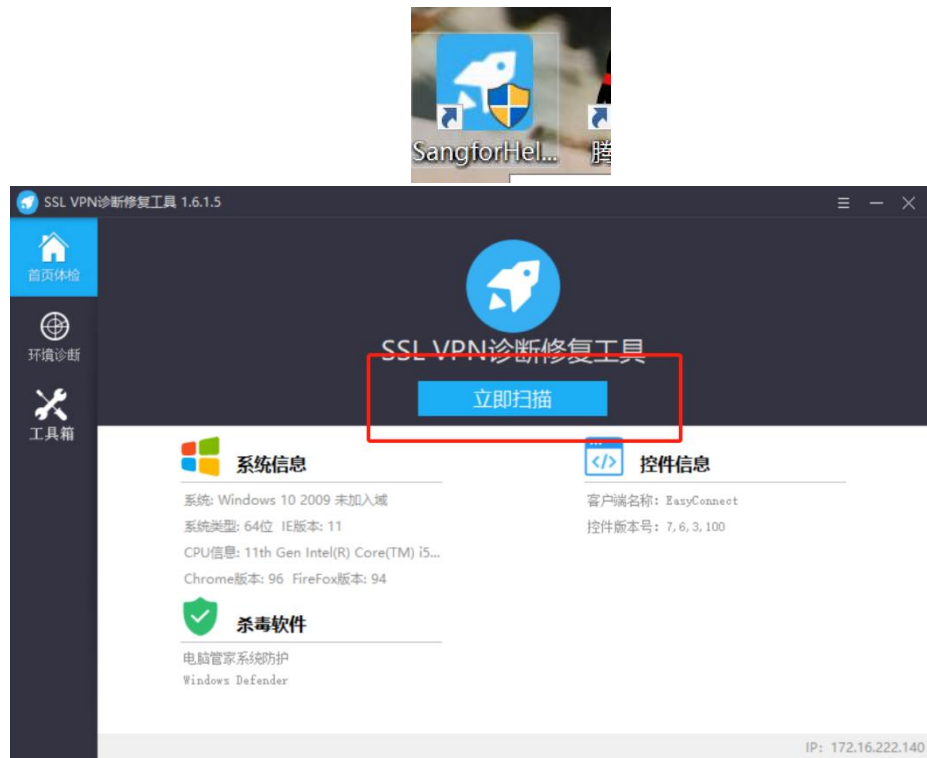 SangforHel...
腾
SSL VPN诊断修复工具 1.6.1.5
首页体检
环境诊断
工具箱
SSL VPN诊断修复工具
立即扫描
系统信息
系统: Windows 10 2009 未加入域
系统类型: 64位 IE版本: 11
CPU信息: 11th Gen Intel(R) Core(TM) i5...
Chrome版本: 96 FireFox版本: 94
杀毒软件
电脑管家系统防护
Windows Defender
控件信息
客户端名称: EasyConnect
控件版本号: 7,6,3,100
IP: 172.16.222.140